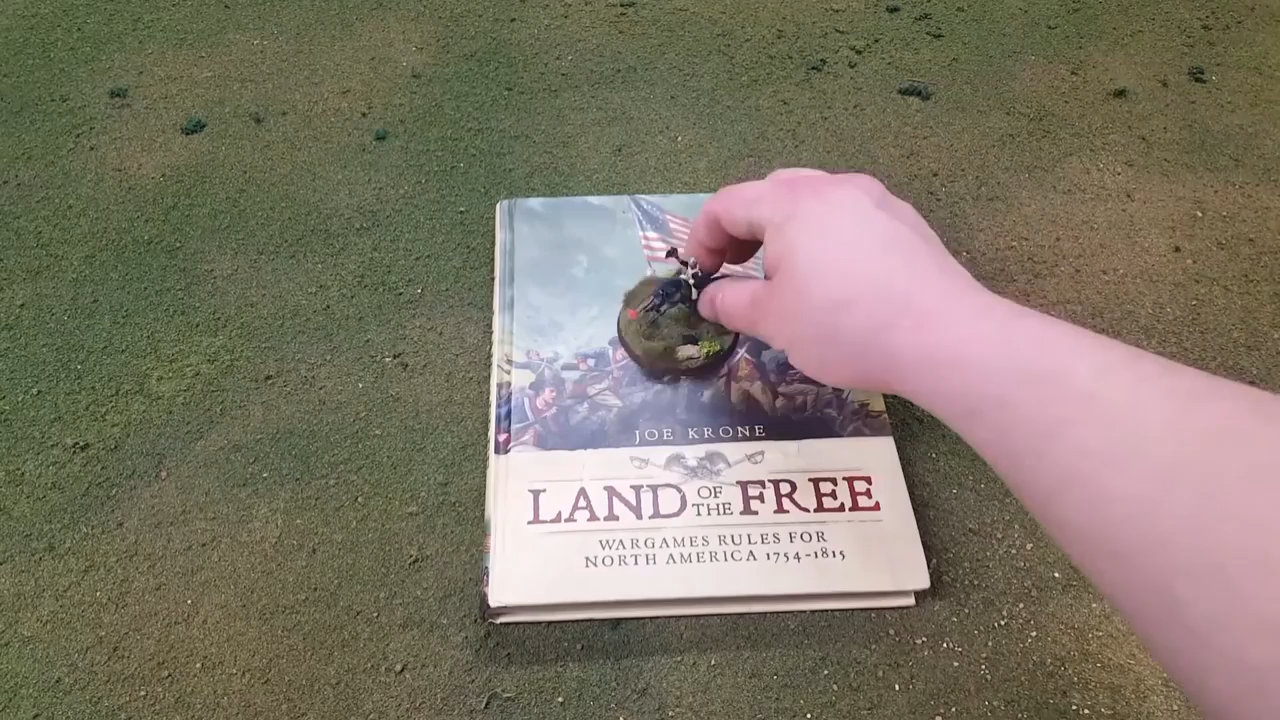 JOE KRONE
LAND OF THE FREE
WARGAMES RULES FOR
NORTH AMERICA 1754-1815